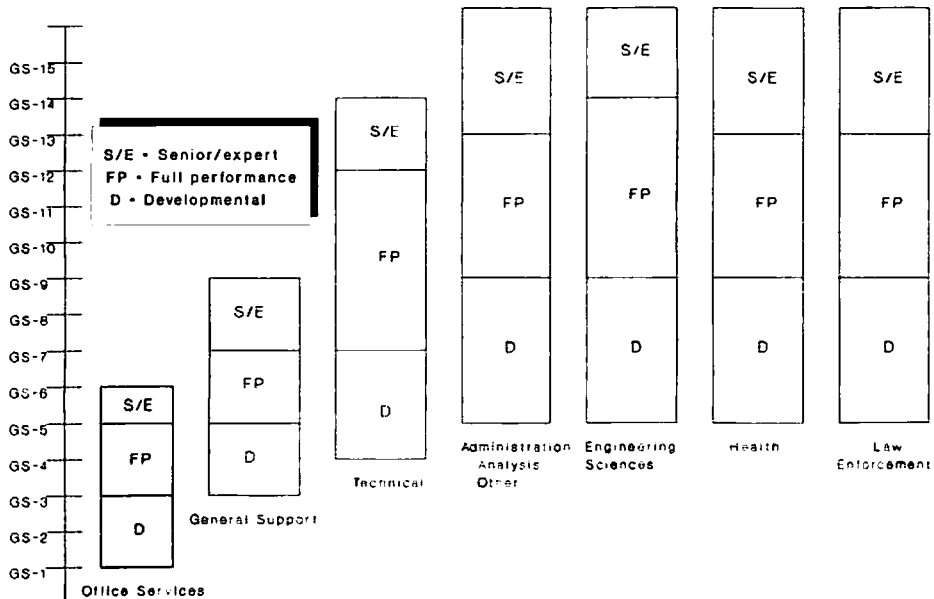 GS-15
GS-14
GS-13
GS-12
GS-11
GS-10
GS-9
GS-8
GS-7
GS-6
GS-5
GS-4
GS-3
GS-2
GS-1
S/E - Senior/expert
FP - Full performance
D - Developmental
S/E
FP
D
Office Services
S/E
FP
D
General Support
S/E
FP
D
Technical
S/E
FP
D
Administration
Analysis
Other
S/E
FP
D
Engineering
Sciences
S/E
FP
D
Health
S/E
FP
D
Law
Enforcement